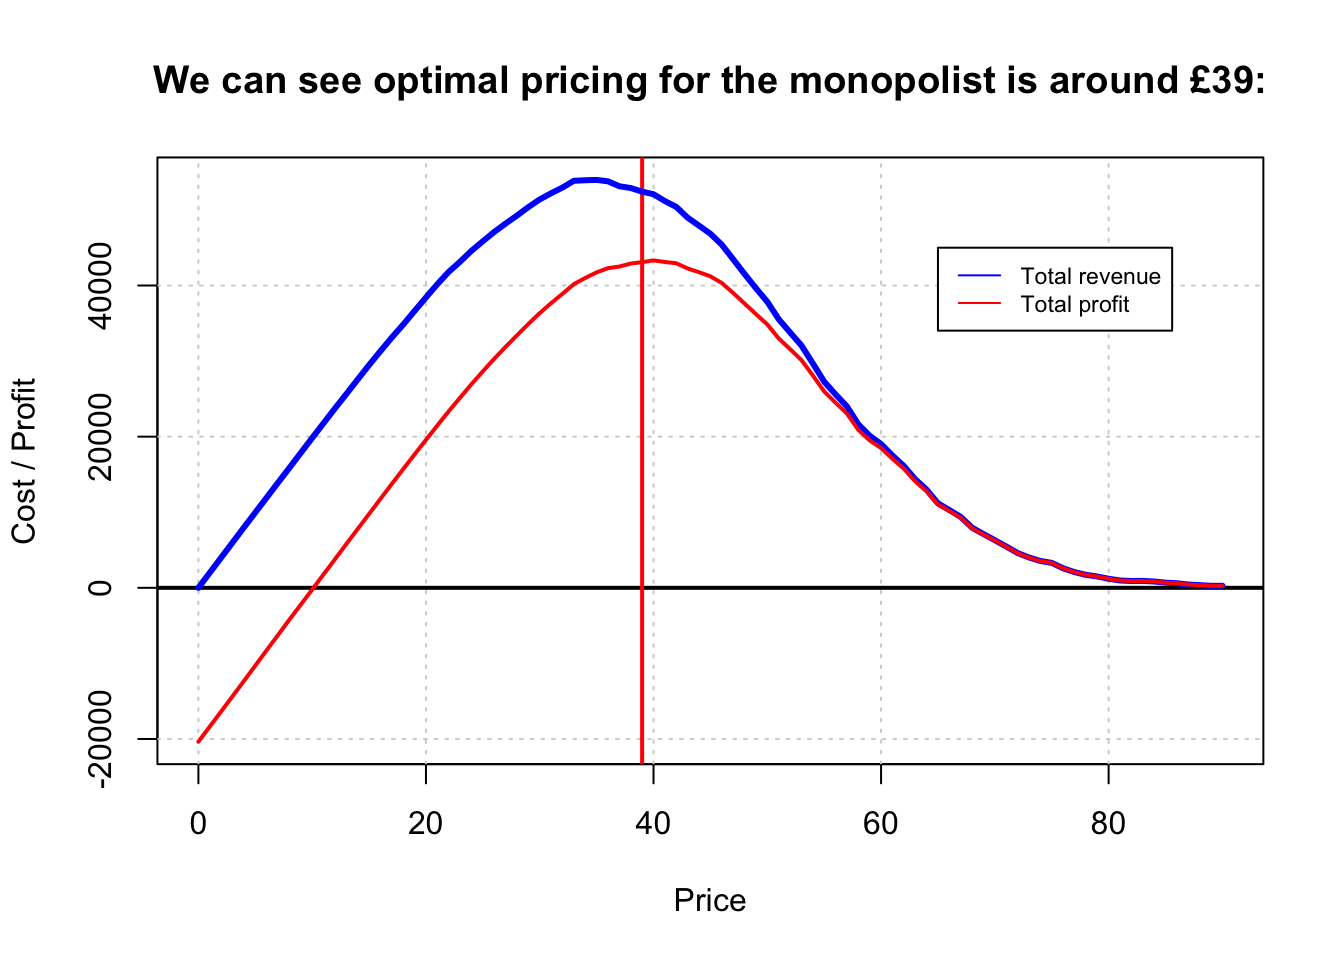 We can see optimal pricing for the monopolist is around £39:
Cost / Profit
40000
20000
0
-20000
Total revenue
Total profit
0 20 40 60 80
Price